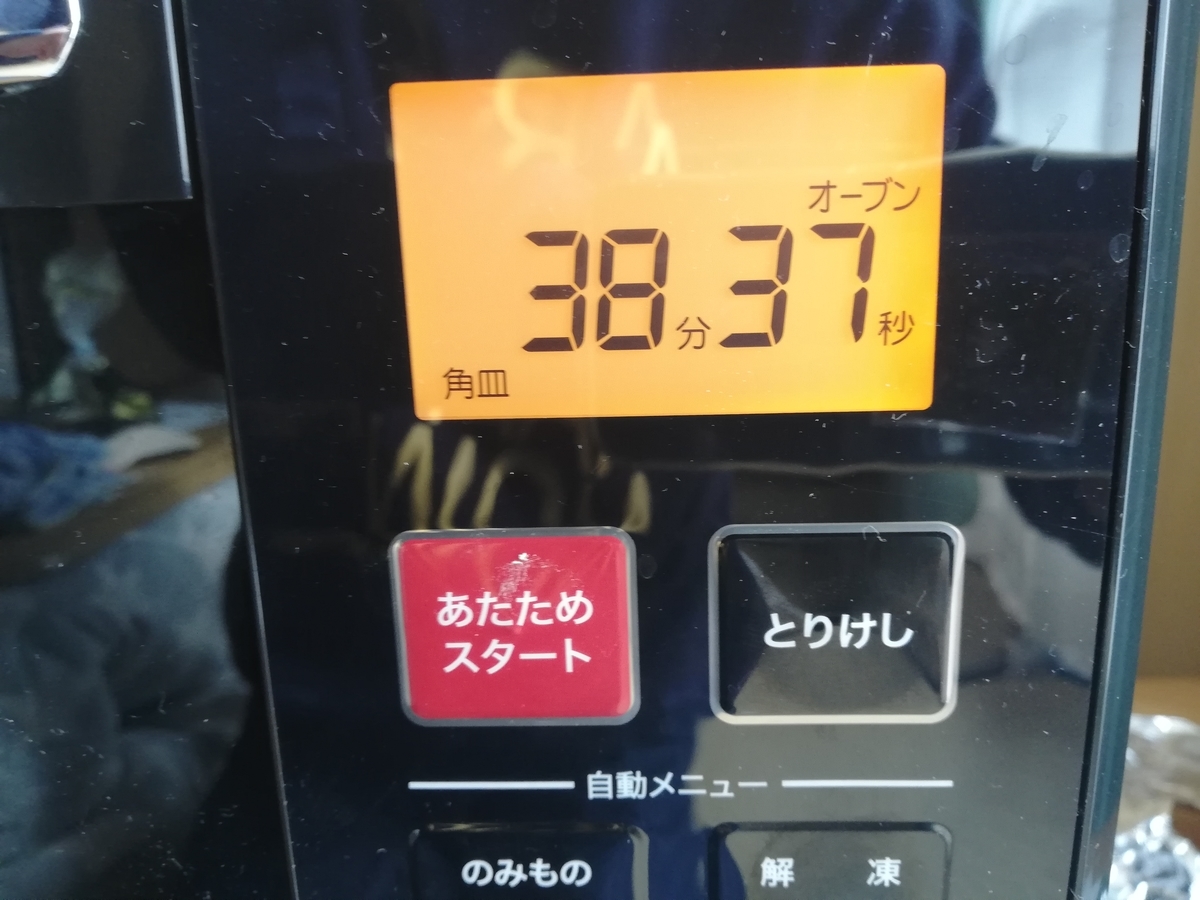 オーブン
38分37秒
角皿
あたため
スタート
とりけし
自動メニュー
のみもの
解凍